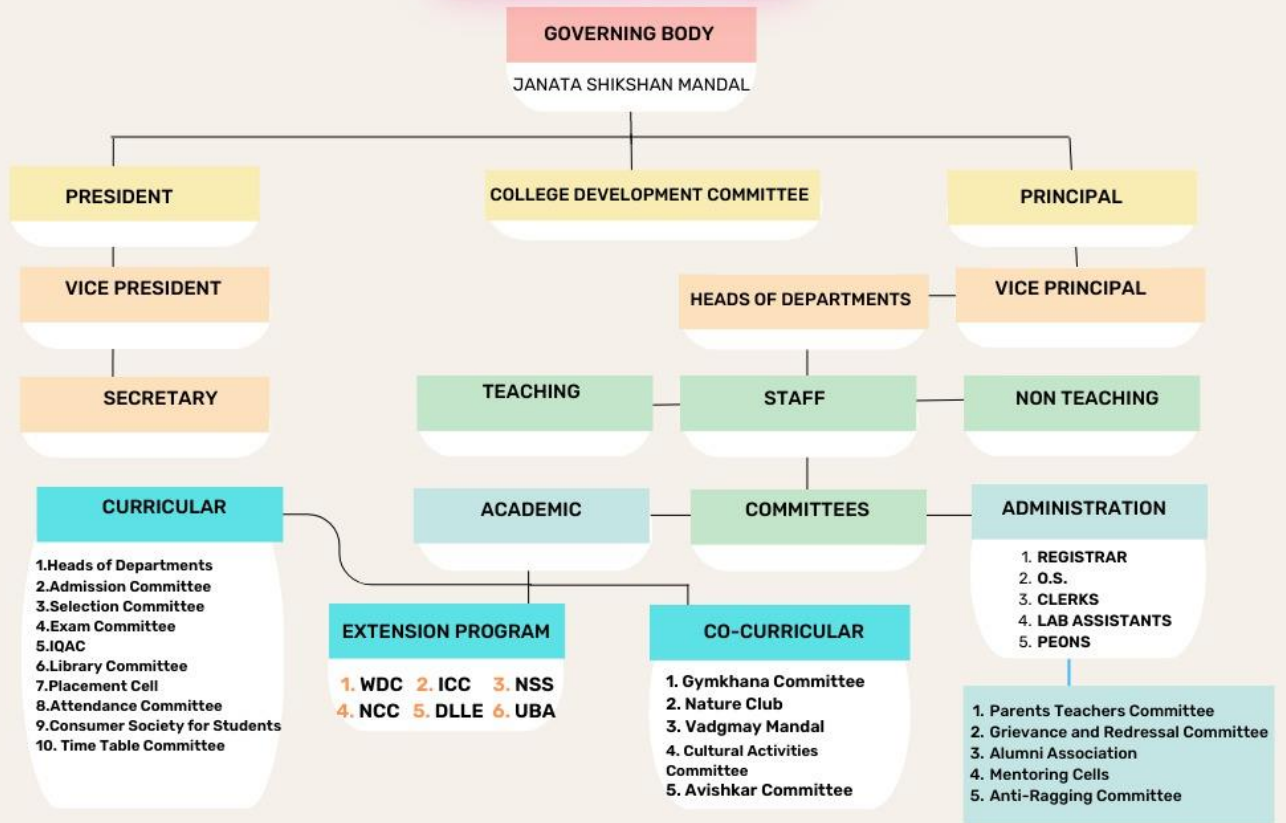 GOVERNING BODY
JANATA SHIKSHAN MANDAL
PRESIDENT
COLLEGE DEVELOPMENT COMMITTEE
PRINCIPAL
VICE PRESIDENT
HEADS OF DEPARTMENTS
VICE PRINCIPAL
SECRETARY
TEACHING
STAFF
NON TEACHING
CURRICULAR
1.Heads of Departments
2.Admission Committee
3.Selection Committee
4.Exam Committee
5.IQAC
6.Library Committee
7.Placement Cell
8.Attendance Committee
9.Consumer Society for Students
10. Time Table Committee
ACADEMIC
COMMITTEES
ADMINISTRATION
1. REGISTRAR
2. O.S.
3. CLERKS
4. LAB ASSISTANTS
5. PEONS
EXTENSION PROGRAM
1. WDC 2. ICC 3. NSS
4. NCC 5. DLLE 6. UBA
CO-CURRICULAR
1. Gymkhana Committee
2. Nature Club
3. Vadgmay Mandal
4. Cultural Activities
Committee
5. Avishkar Committee
1. Parents Teachers Committee
2. Grievance and Redressal Committee
3. Alumni Association
4. Mentoring Cells
5. Anti-Ragging Committee